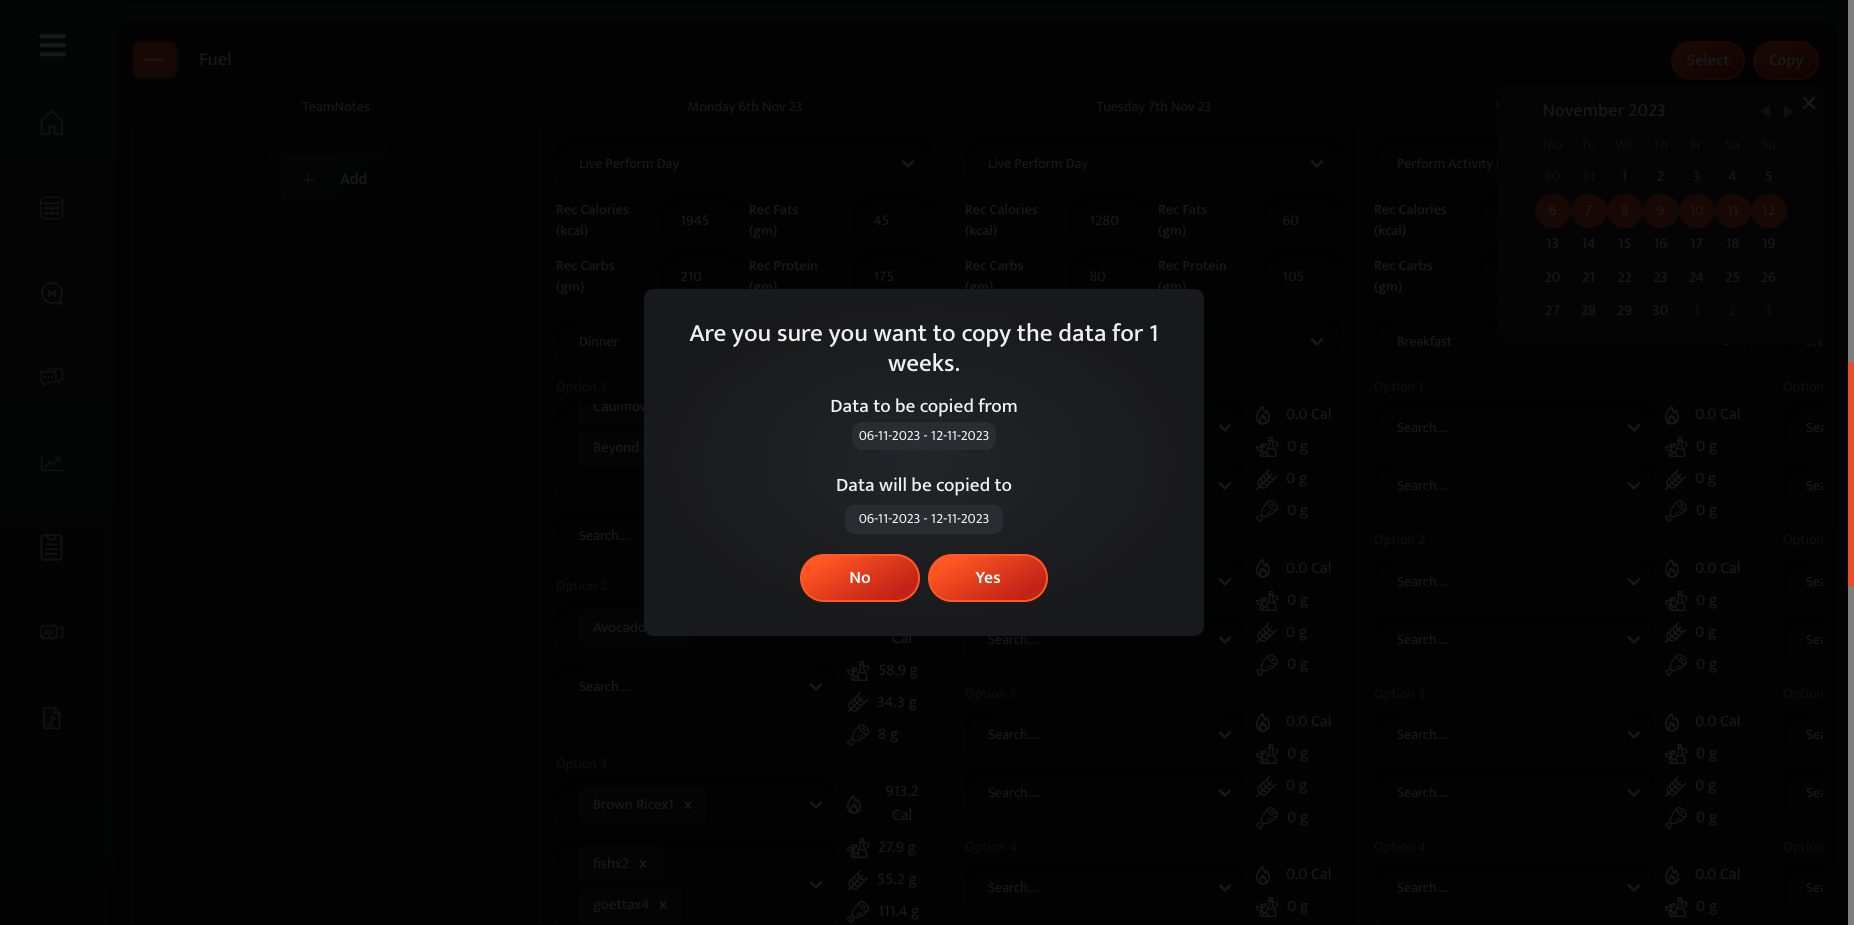 Fuel
Select
Copy
TeamNotes
Monday 6th Nov 23
Tuesday 7th Nov 23
November 2023
Mo Tu We Th Fr Sa Su
30 31 1 2 3 4 5
6 7 8 9 10 11 12
13 14 15 16 17 18 19
20 21 22 23 24 25 26
27 28 29 30 1 2 3
+ Add
Live Perform Day
Live Perform Day
Perform Activity
Rec Calories (kcal) 1945 Rec Fats (gm) 45
Rec Calories (kcal) 1280 Rec Fats (gm) 60
Rec Calories (kcal)
Rec Carbs (gm) 210 Rec Protein (gm) 175
Rec Carbs (gm) 80 Rec Protein (gm) 105
Rec Carbs (gm)
Dinner
Breakfast
Are you sure you want to copy the data for 1
weeks.
Data to be copied from
06-11-2023 - 12-11-2023
Data will be copied to
06-11-2023 - 12-11-2023
No
Yes
Option 1
Beyond
Search....
Option 2
Avocado
Cal
58.9 g
Search....
34.3 g
8 g
Option 3
Brown Ricex1 x
913.2
Cal
27.9 g
fishx2 x
55.2 g
goettax4 x
111.4 g
0.0 Cal
0 g
0 g
0 g
0.0 Cal
0 g
Search....
0 g
0 g
Option 3
0.0 Cal
Search....
0 g
0 g
Search....
0 g
Option 4
0.0 Cal
Search....
0 g
Option 1
0.0 Cal
Search....
0 g
0 g
Search....
0 g
Option 2
0.0 Cal
Search....
0 g
0 g
Search....
0 g
Option 3
0.0 Cal
Search....
0 g
0 g
Search....
0 g
Option 4
0.0 Cal
Search....
0 g
Option
Sea
Sea
Option
Sea
Sea
Option
Sea
Sea
Option
Sea